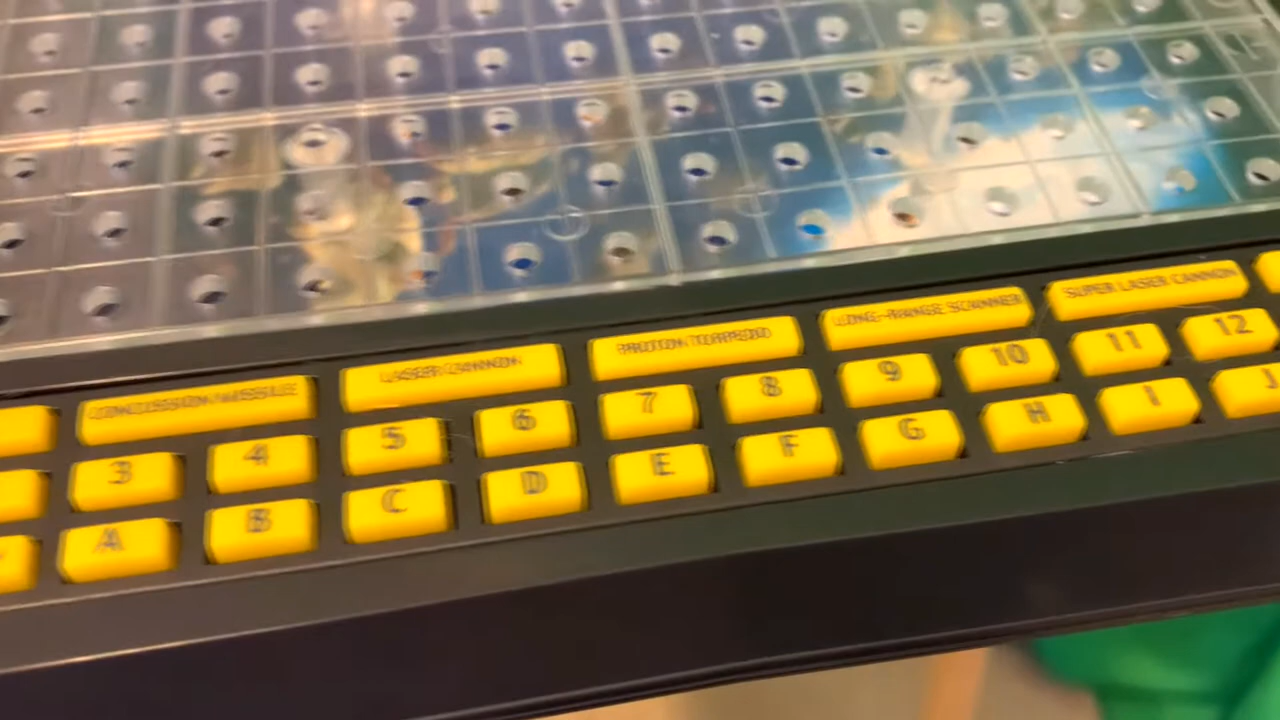 CONCUSSION MISSILE LASER CANNON PROTON TORPEDO LONG-RANGE SCANNER SUPER LASER CANNON
3 4 5 6 7 8 9 10 11 12
A B C D E F G H I J